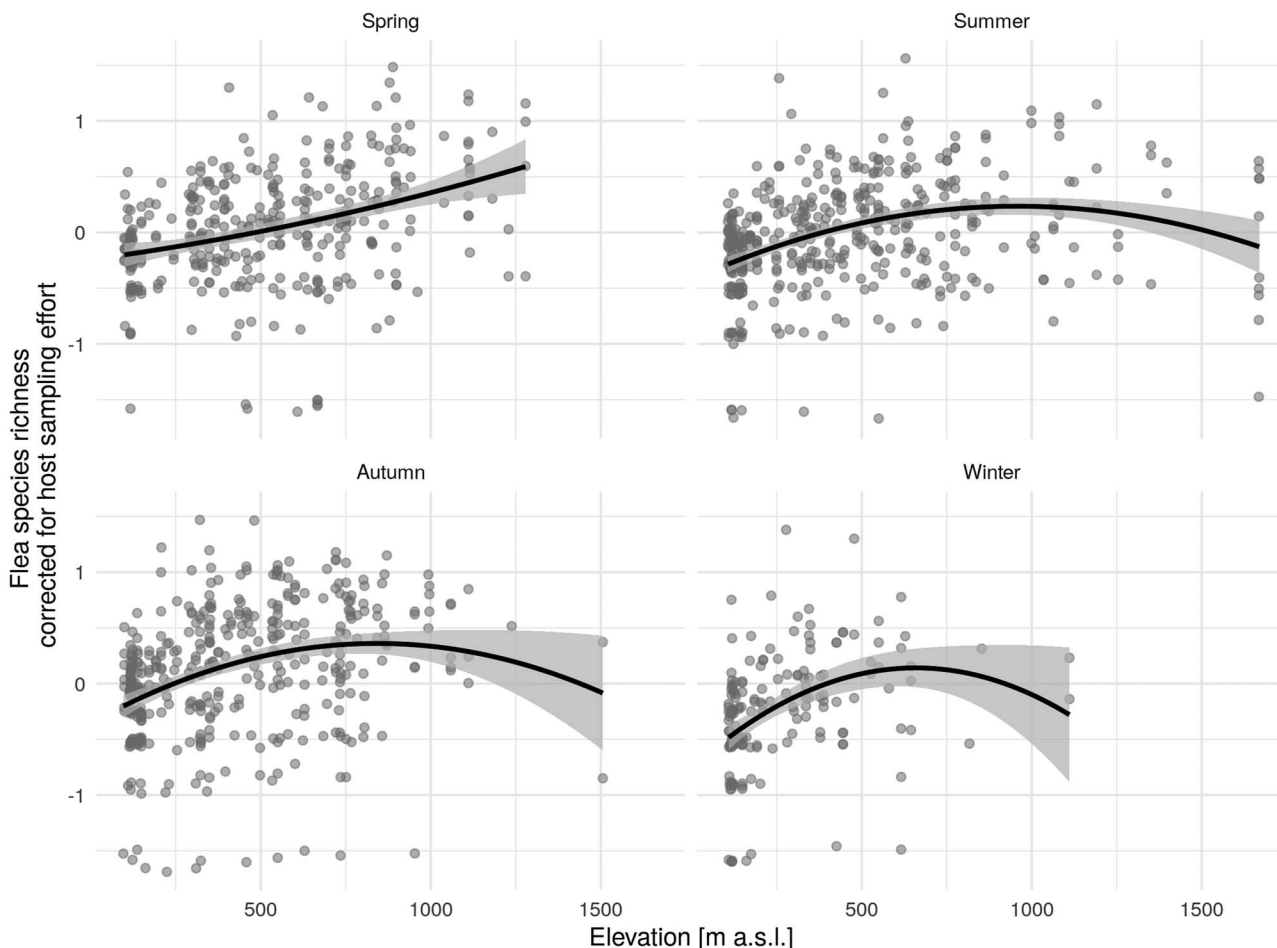 Spring
Summer
1
0
-1
Autumn
Winter
1
0
-1
500
1000
1500
500
1000
1500
Elevation [m a.s.l.]
Flea species richness
corrected for host sampling effort